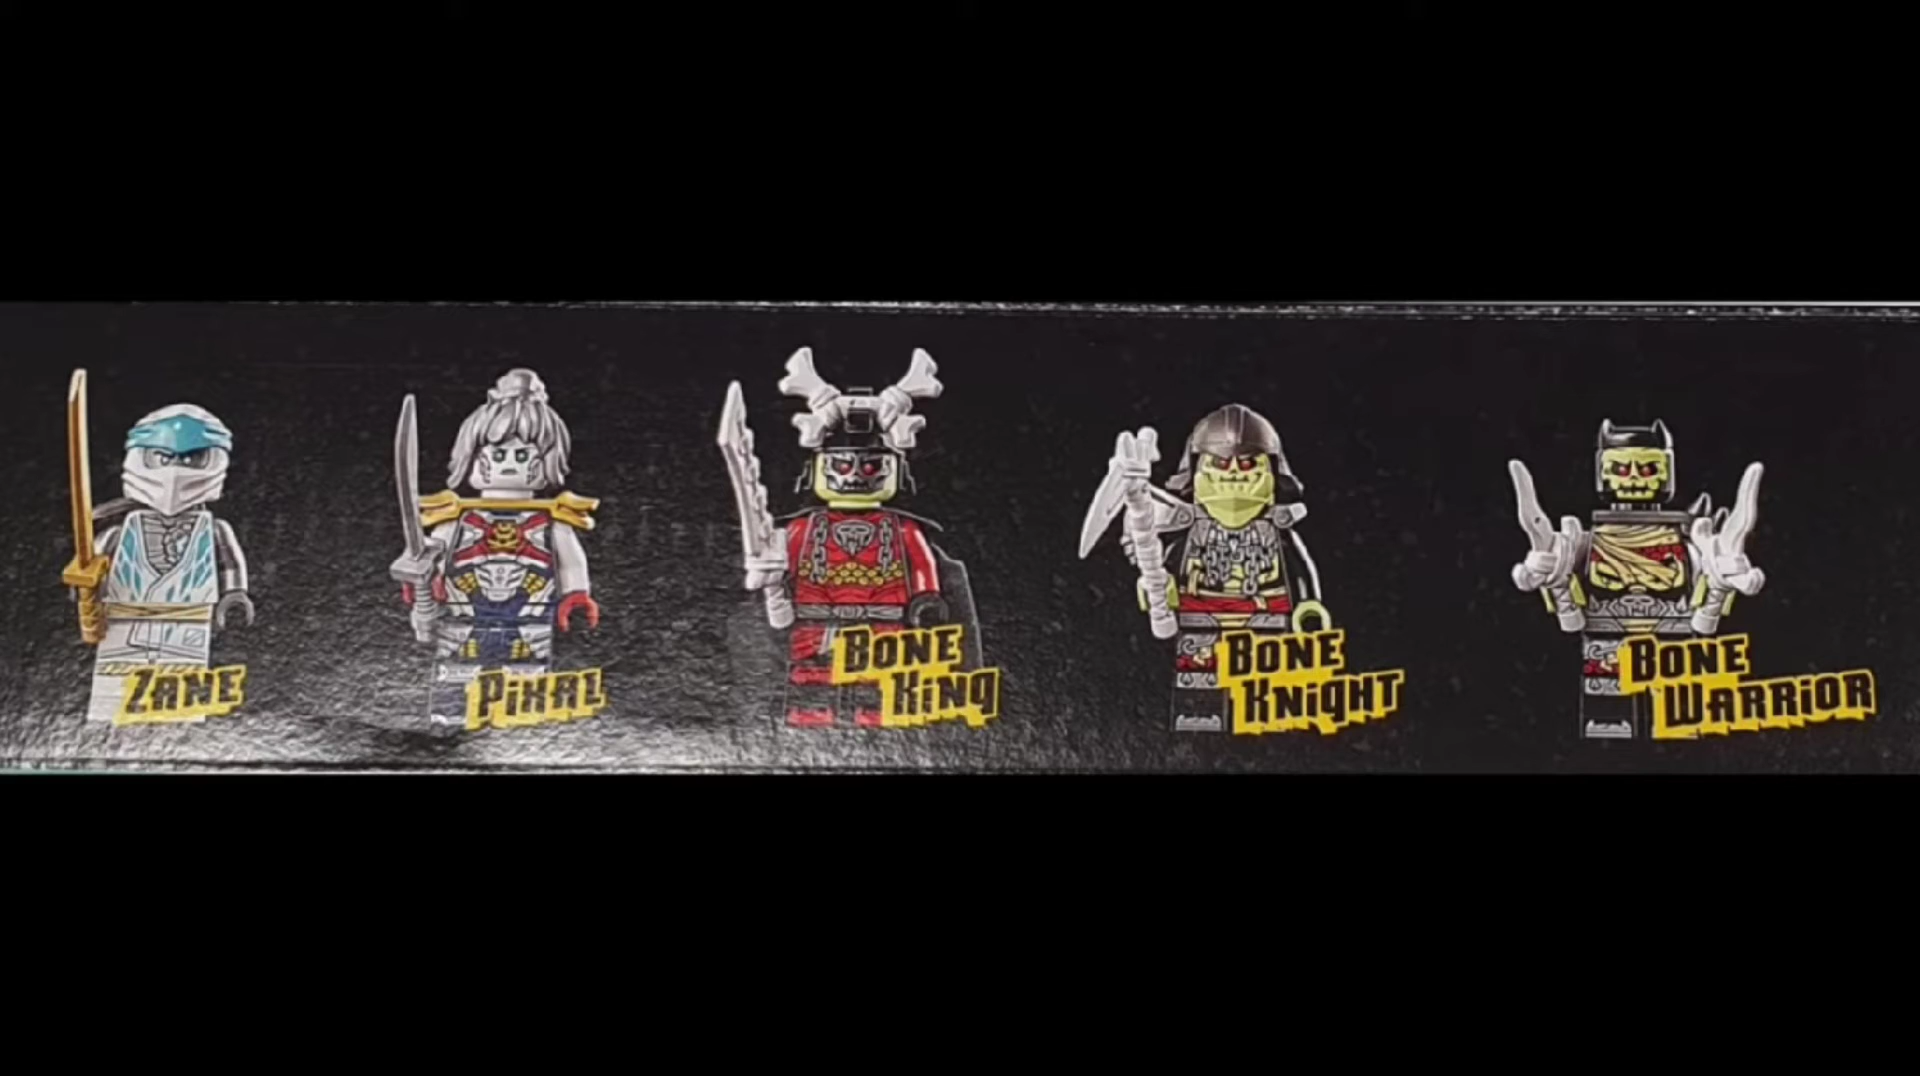 ZANE
PIXAL
BONE
KING
BONE
KNIGHT
BONE
WARRIOR